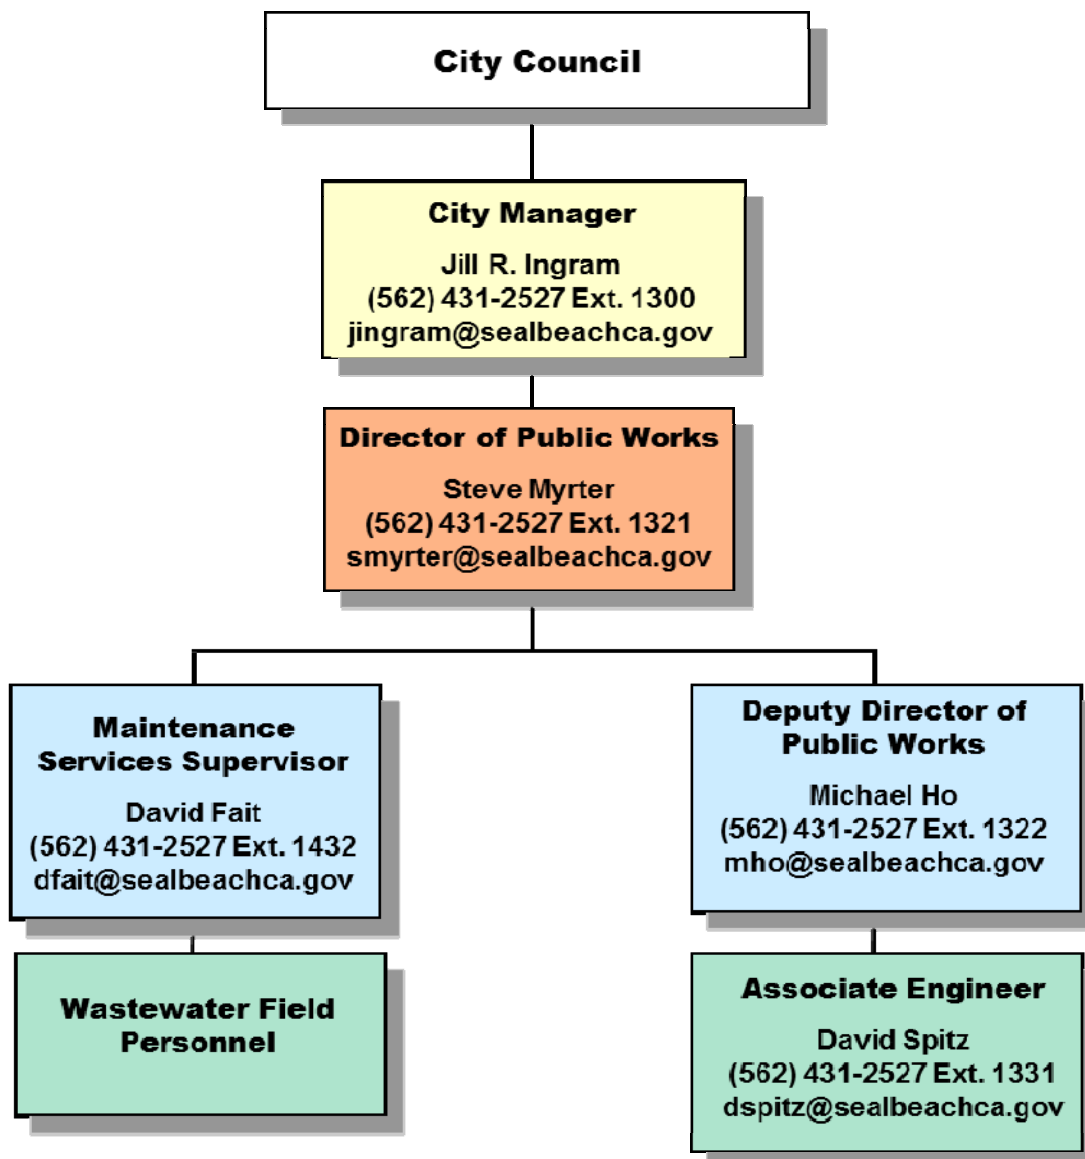 City Council
City Manager
Jill R. Ingram
(562) 431-2527 Ext. 1300
jingram@sealbeachca.gov
Director of Public Works
Steve Myrter
(562) 431-2527 Ext. 1321
smyrter@sealbeachca.gov
Maintenance
Services Supervisor
David Fait
(562) 431-2527 Ext. 1432
dfait@sealbeachca.gov
Deputy Director of
Public Works
Michael Ho
(562) 431-2527 Ext. 1322
mho@sealbeachca.gov
Wastewater Field
Personnel
Associate Engineer
David Spitz
(562) 431-2527 Ext. 1331
dspitz@sealbeachca.gov